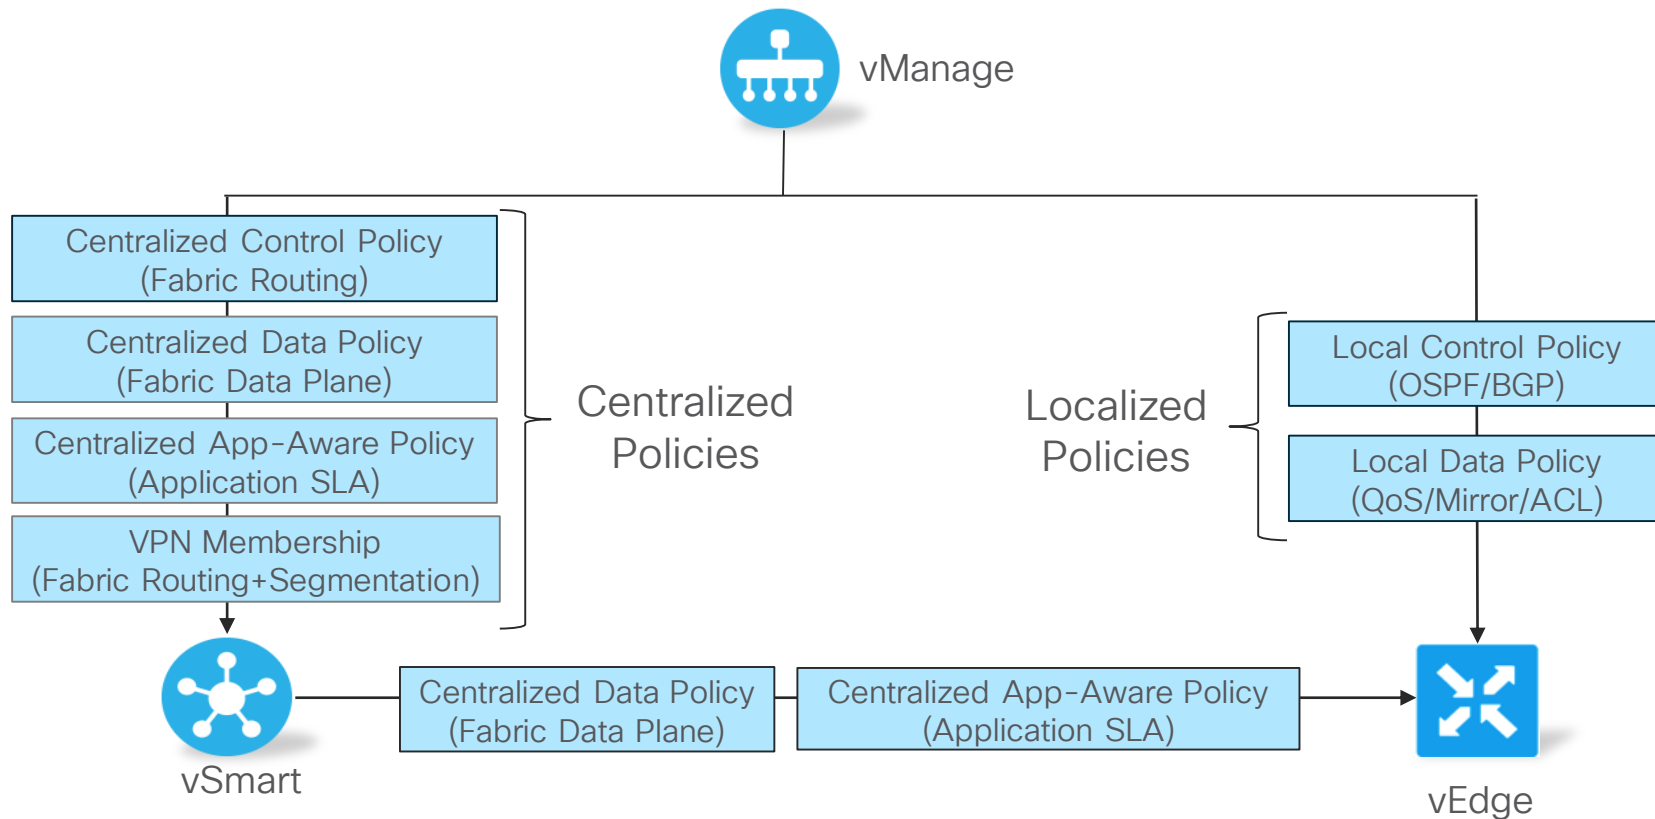 vManage
Centralized Control Policy
(Fabric Routing)
Centralized Data Policy
(Fabric Data Plane)
Centralized App-Aware Policy
(Application SLA)
VPN Membership
(Fabric Routing+Segmentation)
Centralized
Policies
Localized
Policies
Local Control Policy
(OSPF/BGP)
Local Data Policy
(QoS/Mirror/ACL)
vSmart
Centralized Data Policy
(Fabric Data Plane)
Centralized App-Aware Policy
(Application SLA)
vEdge